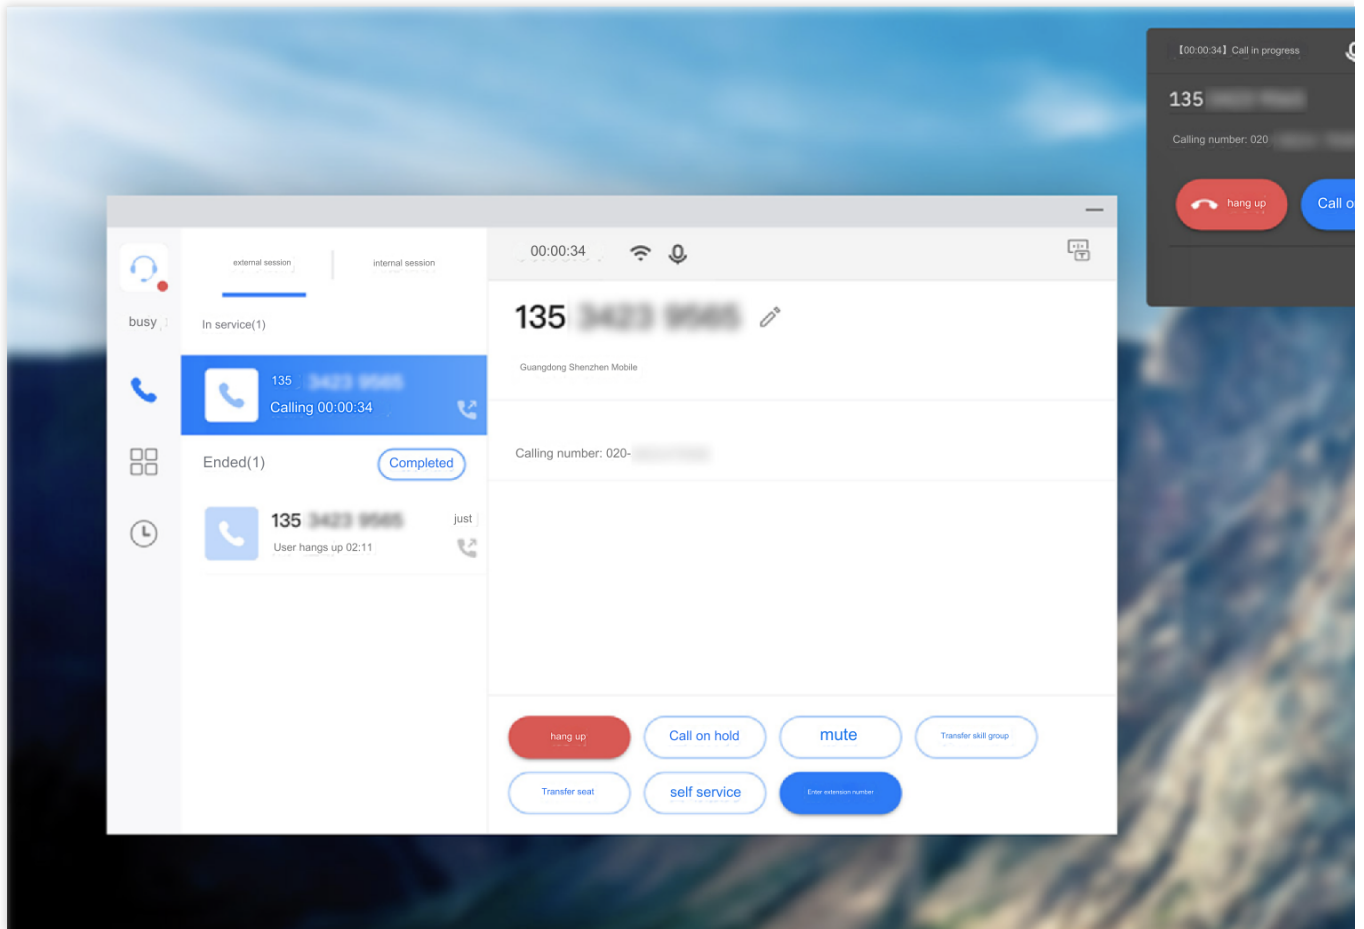 【00:00:34】Call in progress
135
Calling number: 020
hang up
Call o
busy
external session
internal session
In service(1)
135
Calling 00:00:34
Ended(1)
Completed
135
just
User hangs up 02:11
00:00:34
135
Guangdong Shenzhen Mobile
Calling number: 020-
hang up
Call on hold
mute
Transfer skill group
Transfer seat
self service
Enter extension number